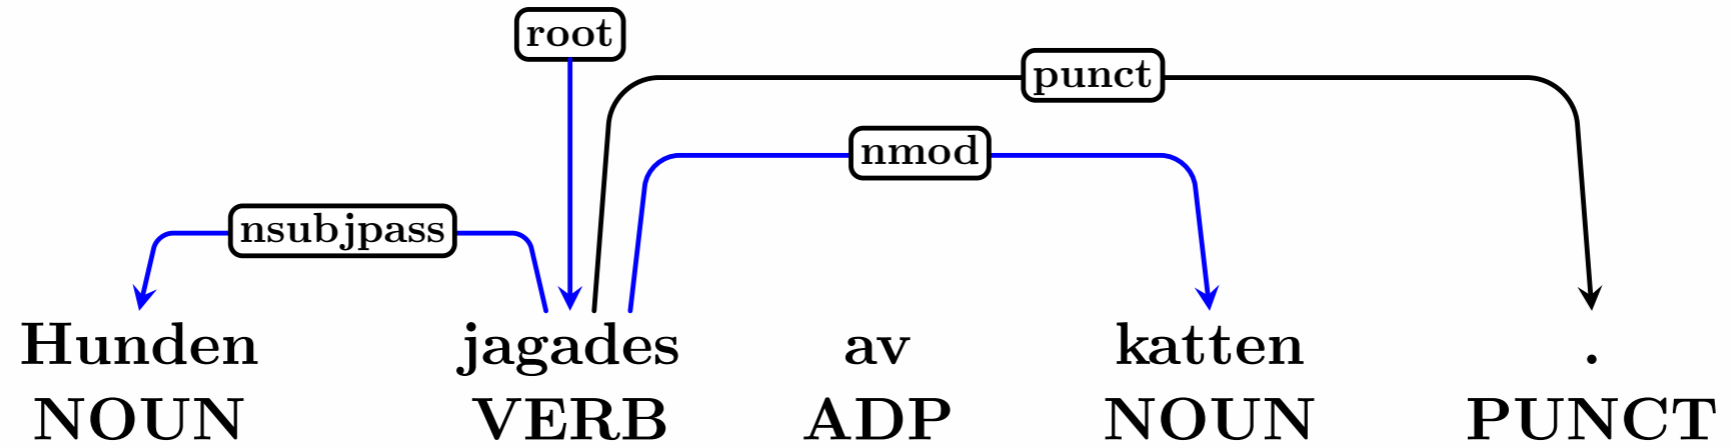 root
punct
nmod
nsubjpass
Hunden jagades av katten .
NOUN VERB ADP NOUN PUNCT